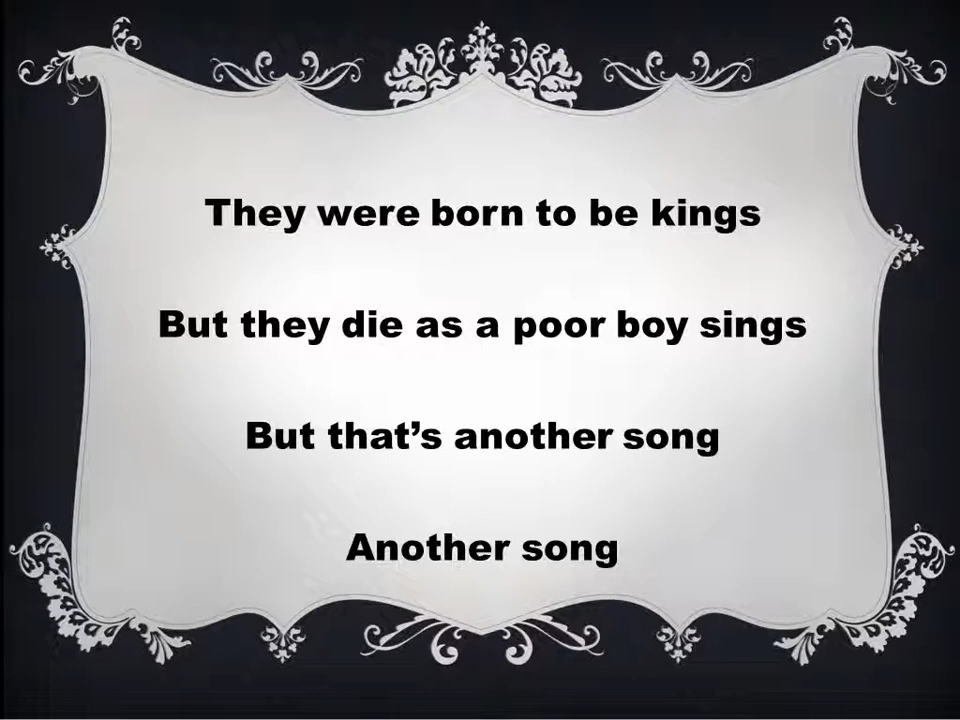 They were born to be kings
But they die as a poor boy sings
But that’s another song
Another song